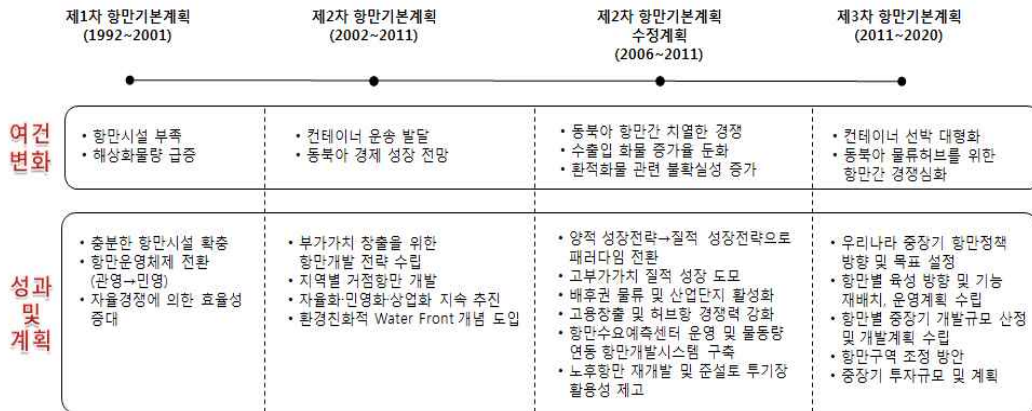 제1차 항만기본계획
(1992~2001)
제2차 항만기본계획
(2002~2011)
제2차 항만기본계획
수정계획
(2006~2011)
제3차 항만기본계획
(2011~2020)
여건
변화
• 항만시설 부족
• 해상화물량 급증
• 컨테이너 운송 발달
• 동북아 경제 성장 전망
• 동북아 항만간 치열한 경쟁
• 수출입 화물 증가율 둔화
• 환적화물 관련 불확실성 증가
• 컨테이너 선박 대형화
• 동북아 물류허브를 위한
항만간 경쟁심화
성과
및
계획
• 충분한 항만시설 확충
• 항만운영체제 전환
(관영→민영)
• 자율경쟁에 의한 효율성
증대
• 부가가치 창출을 위한
항만개발 전략 수립
• 지역별 거점항만 개발
• 자율화·민영화·상업화 지속 추진
• 환경친화적 Water Front 개념 도입
• 양적 성장전략→질적 성장전략으로
패러다임 전환
• 고부가가치 질적 성장 도모
• 배후권 물류 및 산업단지 활성화
• 고용창출 및 허브항 경쟁력 강화
• 항만수요예측센터 운영 및 물동량
연동 항만개발시스템 구축
• 노후항만 재개발 및 준설토 투기장
활용성 제고
• 우리나라 중장기 항만정책
방향 및 목표 설정
• 항만별 육성 방향 및 기능
재배치, 운영계획 수립
• 항만별 중장기 개발규모 산정
및 개발계획 수립
• 항만구역 조정 방안
• 중장기 투자규모 및 계획